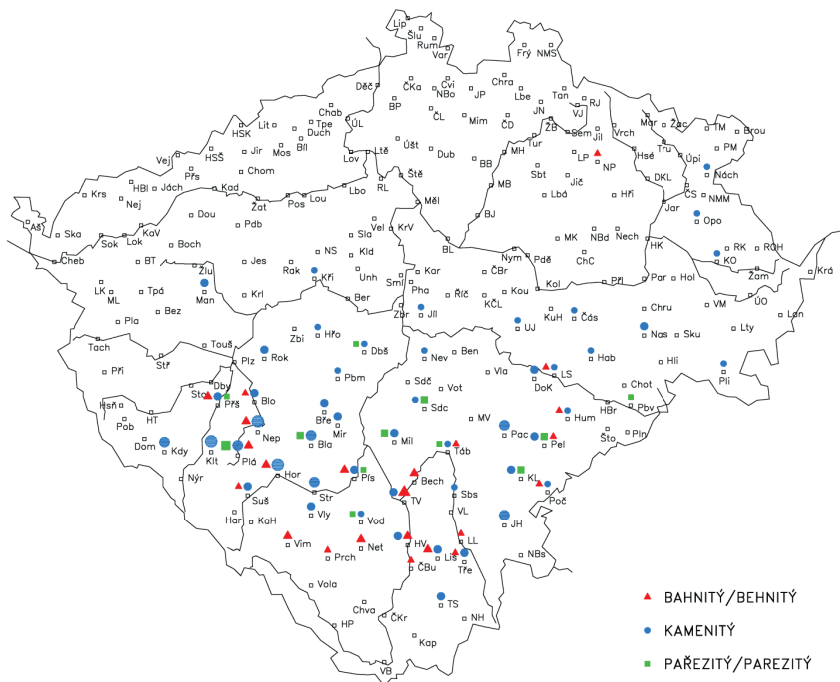 Lip
Šlu
Rum
Var
Frý
NMS
Děč
ČKa
Cvi
NBo
JP
Chra
Lbe
Tan
RJ
VJ
JN
BP
ČL
Mim
ČD
ŽB
Sem
Jil
Vrch
Mar
Žac
TM
Brou
Chab
ÚL
Tpe
Duch
HSK
Lit
Mos
Bíl
Úšt
Dub
BB
MH
Tur
LP
NP
Hsé
Tru
Úpi
PM
Vej
HSŠ
Jir
Lov
Ltě
Přs
Chom
RL
Ště
MB
Sbt
Jič
DKL
ČS
Nách
NMM
Krs
HBl
Nej
Jách
Kad
Žat
Pos
Lou
Lbo
Měl
BJ
Lbá
Hři
Jar
Opo
Aš
Ska
Sok
Lok
KaV
Dou
Pdb
Vel
Sla
KrV
BL
Nym
Pdě
MK
NBd
Nech
HK
RK
ROH
KO
Cheb
BT
Boch
Žlu
Jes
Rak
NS
Kld
Kři
Unh
Smí
Kar
Pha
ČBr
ChC
Par
Hol
Žam
Krá
LK
ML
Tpá
Man
Krl
Ber
Zbr
Říč
KČL
Kou
Kol
Přl
ÚO
Pla
Bez
Jíl
UJ
KuH
Čás
Chru
VM
Lan
Tach
Touš
Zbi
Hřo
Nas
Sku
Lty
Stř
Plz
Rok
Dbš
Nev
Ben
Hab
Hli
Pli
Pří
Dby
Sta
Pbm
Sdč
Vot
Vla
DoK
LS
Chot
Hsň
HT
Přš
Blo
Sdc
HBr
Pbv
Pob
Bře
Mir
MV
Hum
Dom
Kdy
Nep
Bla
Mil
Pac
Pel
Što
Pln
Klt
Plá
Táb
Nýr
Hor
Pís
Bech
KL
Suš
Str
TV
Sbs
Poč
Har
KaH
Vly
Vod
VL
JH
Vim
Net
HV
LL
Prch
Lis
NBs
ČBu
Tře
Vola
Chva
TS
HP
ČKr
NH
Kap
VB
BAHNITÝ/BEHNITÝ
KAMENITÝ
PAŘEZITÝ/PAREZITÝ